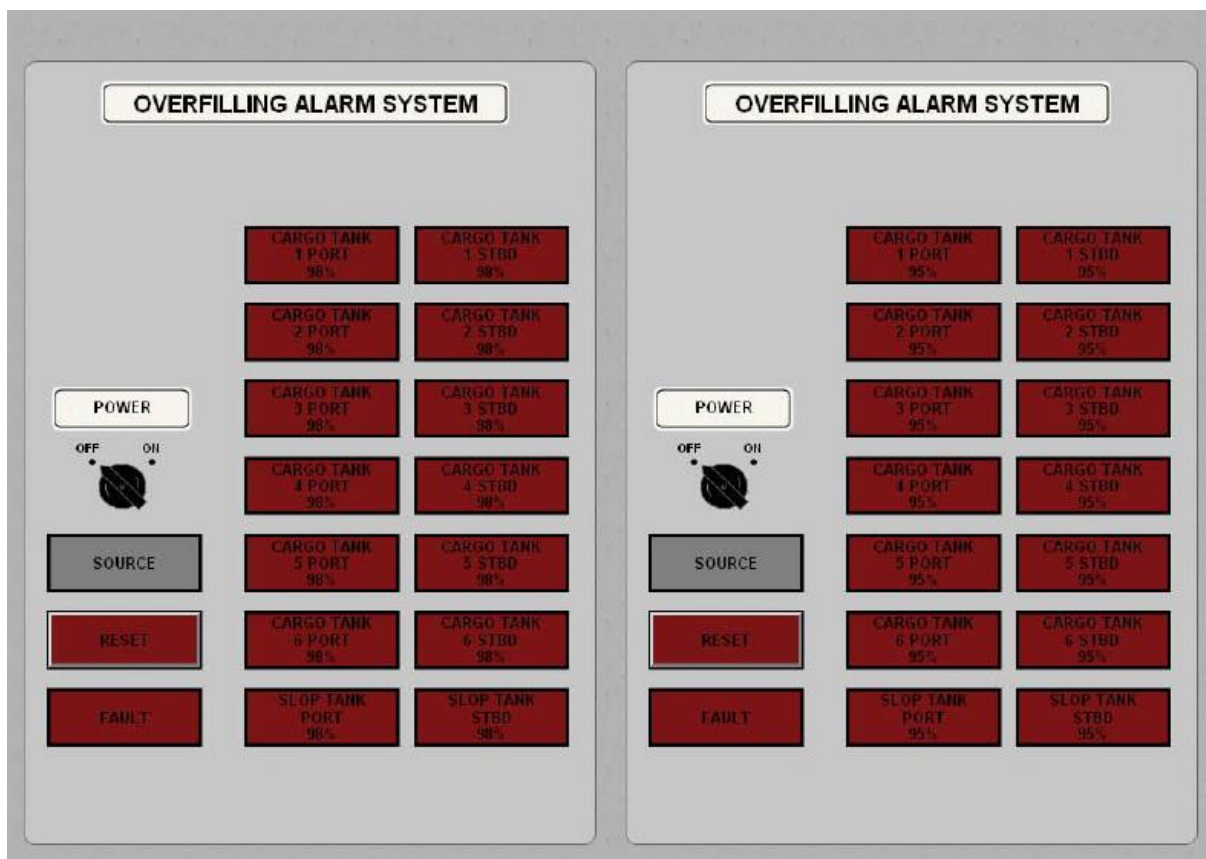 OVERFILLING ALARM SYSTEM
CARGO TANK
1 PORT
98%
CARGO TANK
1 STBD
98%
CARGO TANK
2 PORT
98%
CARGO TANK
2 STBD
98%
POWER
CARGO TANK
3 PORT
98%
CARGO TANK
3 STBD
98%
OFF ON
CARGO TANK
4 PORT
98%
CARGO TANK
4 STBD
98%
SOURCE
CARGO TANK
5 PORT
98%
CARGO TANK
5 STBD
98%
RESET
CARGO TANK
6 PORT
98%
CARGO TANK
6 STBD
98%
FAULT
SLOP TANK
PORT
98%
SLOP TANK
STBD
98%
OVERFILLING ALARM SYSTEM
CARGO TANK
1 PORT
95%
CARGO TANK
1 STBD
95%
CARGO TANK
2 PORT
95%
CARGO TANK
2 STBD
95%
POWER
CARGO TANK
3 PORT
95%
CARGO TANK
3 STBD
95%
OFF ON
CARGO TANK
4 PORT
95%
CARGO TANK
4 STBD
95%
SOURCE
CARGO TANK
5 PORT
95%
CARGO TANK
5 STBD
95%
RESET
CARGO TANK
6 PORT
95%
CARGO TANK
6 STBD
95%
FAULT
SLOP TANK
PORT
95%
SLOP TANK
STBD
95%